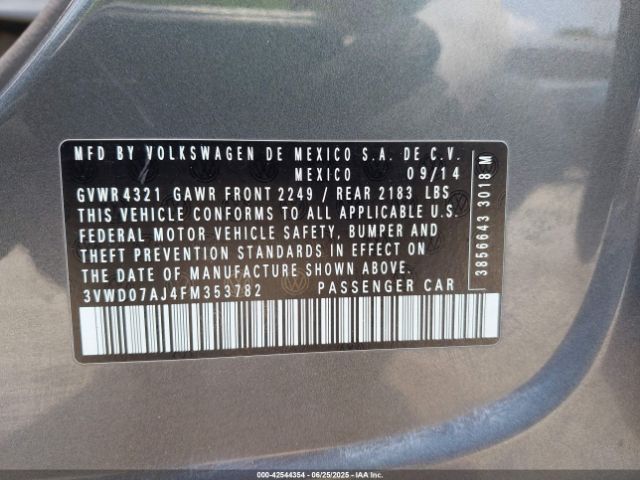 MFD BY VOLKSWAGEN DE MEXICO S.A. DE C.V.
MEXICO 09/14
GVWR 4321 GAWR FRONT 2249 / REAR 2183 LBS
THIS VEHICLE CONFORMS TO ALL APPLICABLE U.S.
FEDERAL MOTOR VEHICLE SAFETY, BUMPER AND
THEFT PREVENTION STANDARDS IN EFFECT ON
THE DATE OF MANUFACTURE SHOWN ABOVE.
3VWD07AJ4FM353782 PASSENGER CAR
3856643 3018 M
000-42544354 - 06/25/2025 - IAAI, Inc.